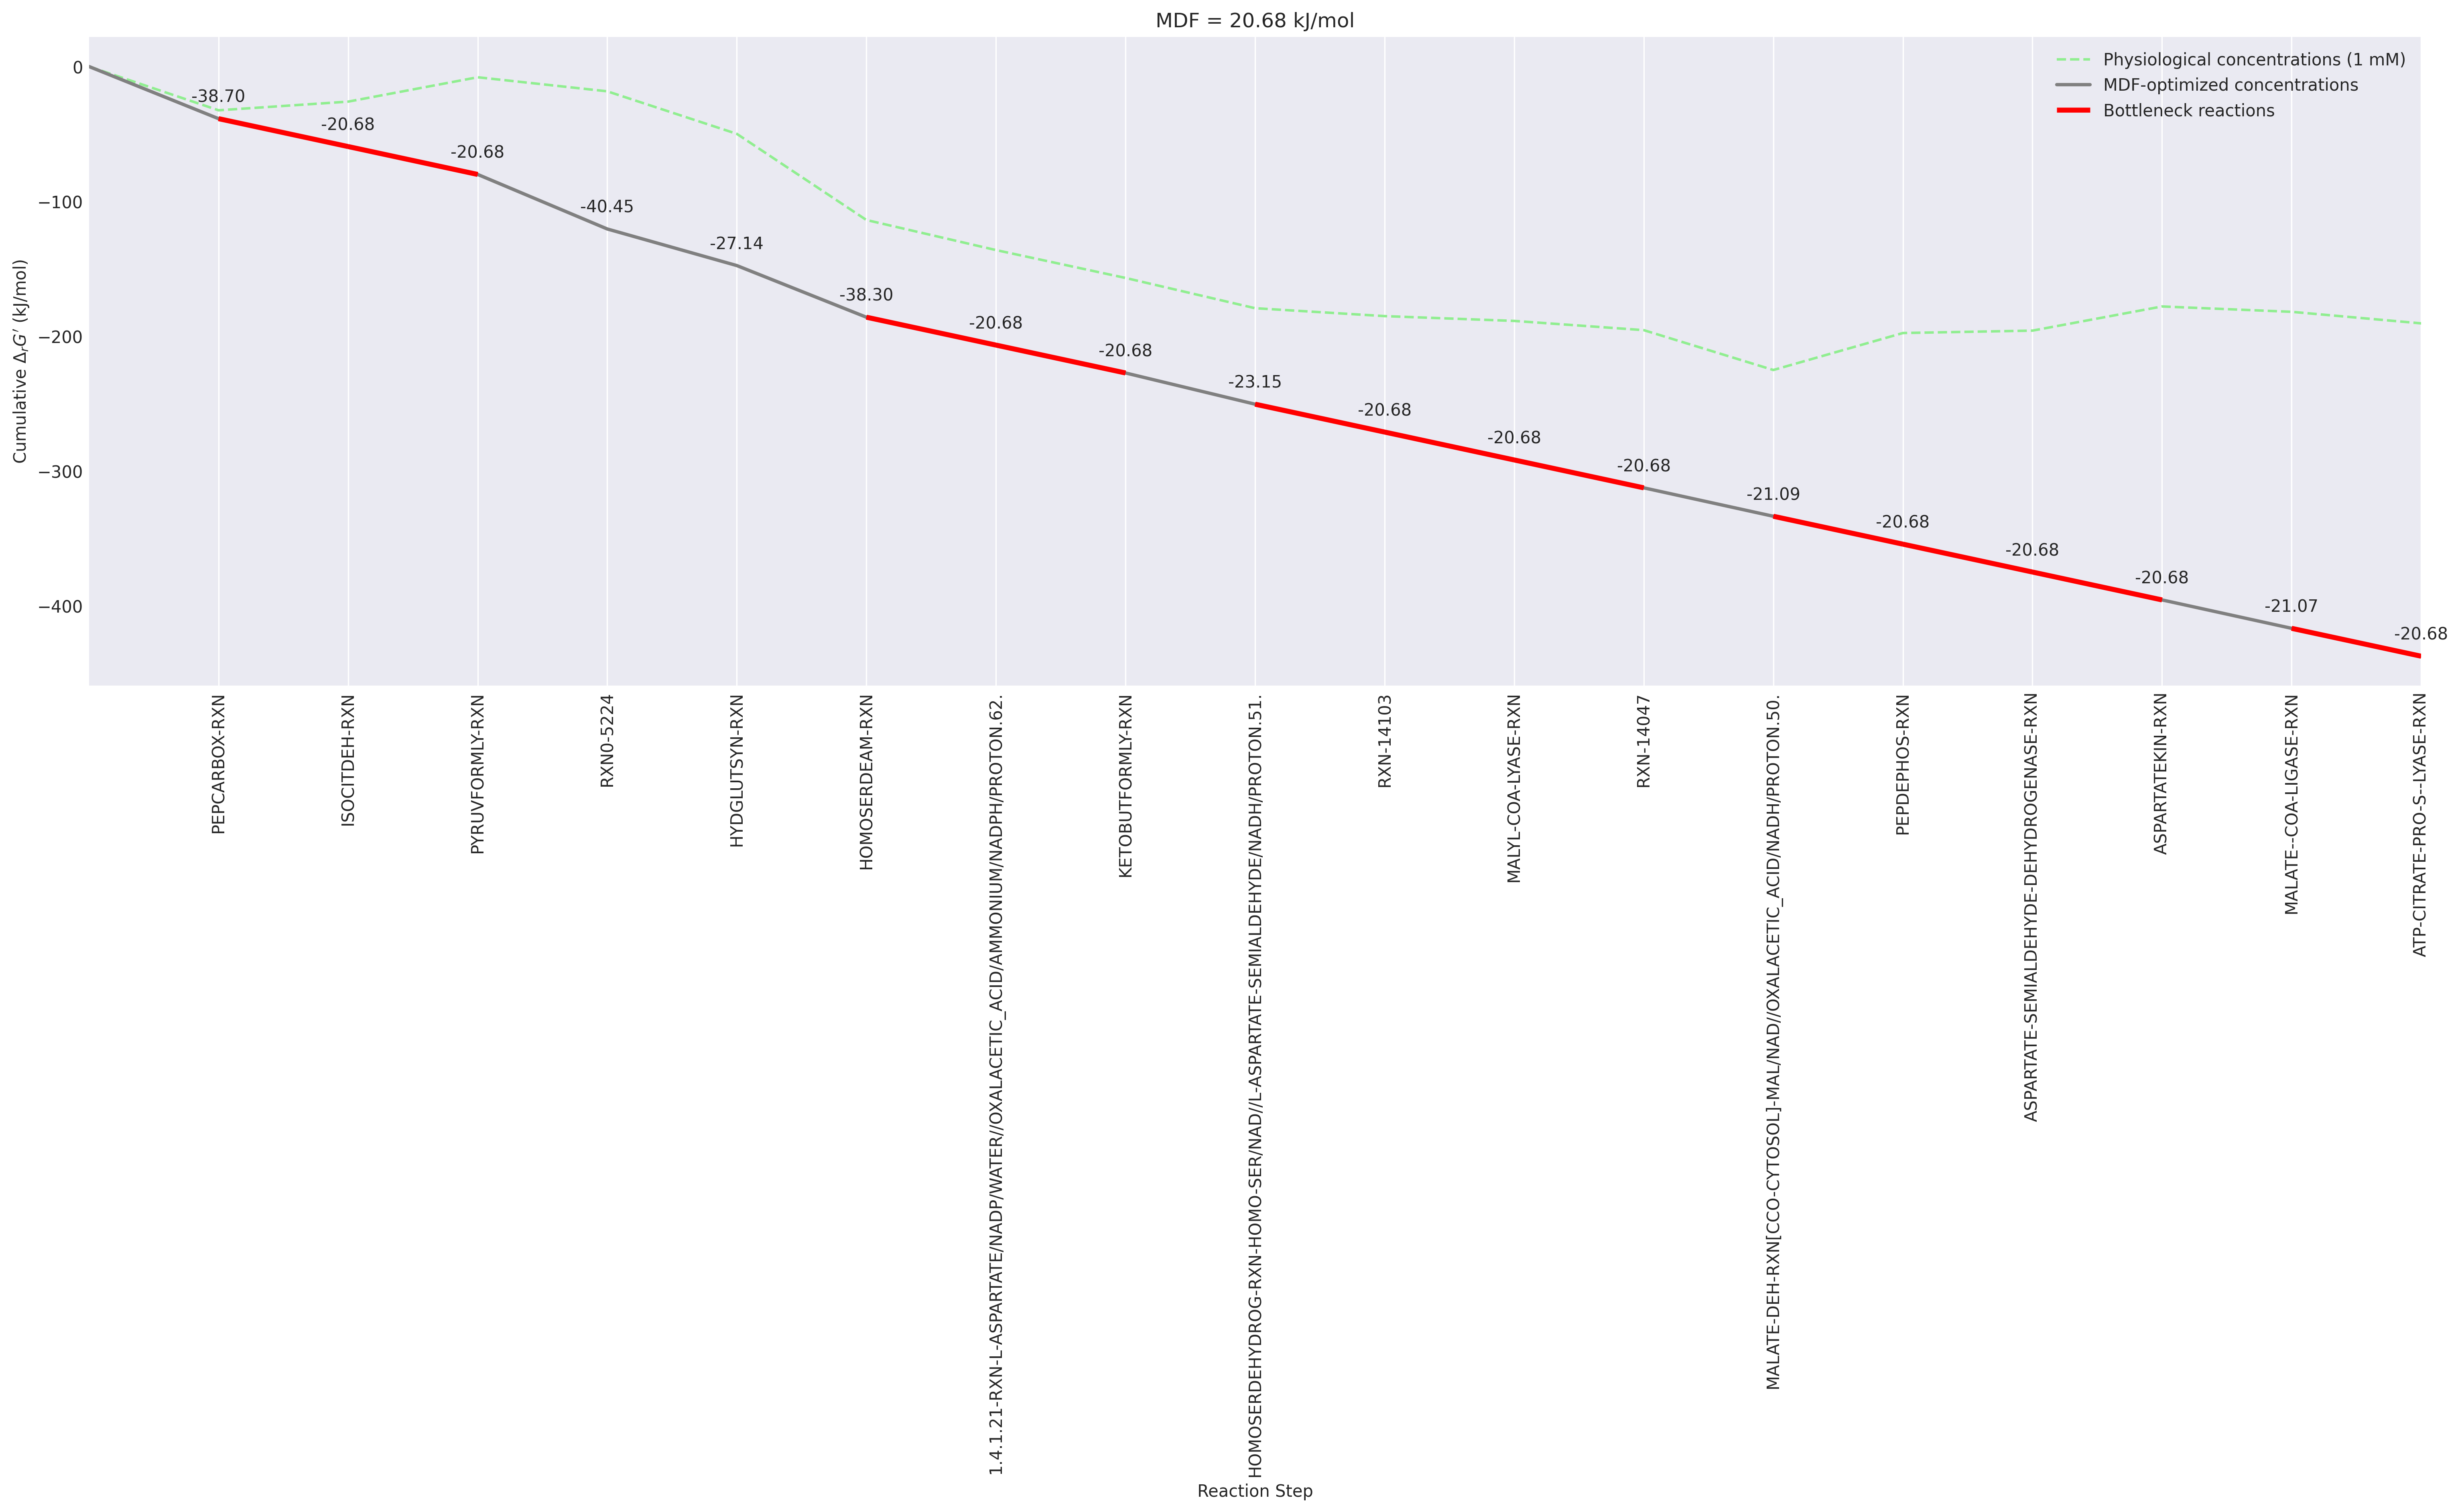 MDF = 20.68 kJ/mol
Physiological concentrations (1 mM)
MDF-optimized concentrations
Bottleneck reactions
Cumulative ΔrG′ (kJ/mol)
0
−100
−200
−300
−400
-38.70
-20.68
-20.68
-40.45
-27.14
-38.30
-20.68
-20.68
-23.15
-20.68
-20.68
-20.68
-21.09
-20.68
-20.68
-20.68
-21.07
-20.68
PEPCARBOX-RXN
ISOCITDEH-RXN
PYRUVFORMLY-RXN
RXN0-5224
HYDGLUTSYN-RXN
HOMOSERDEAM-RXN
1.4.1.21-RXN-L-ASPARTATE/NADP/WATER//OXALACETIC_ACID/AMMONIUM/NADPH/PROTON.62.
KETOBUTFORMLY-RXN
HOMOSERDEHYDROG-RXN-HOMO-SER/NAD//L-ASPARTATE-SEMIALDEHYDE/NADH/PROTON.51.
RXN-14103
MALYL-COA-LYASE-RXN
RXN-14047
MALATE-DEH-RXN[CCO-CYTOSOL]-MAL/NAD//OXALACETIC_ACID/NADH/PROTON.50.
PEPDEPHOS-RXN
ASPARTATE-SEMIALDEHYDE-DEHYDROGENASE-RXN
ASPARTATEKIN-RXN
MALATE--COA-LIGASE-RXN
ATP-CITRATE-PRO-S--LYASE-RXN
Reaction Step